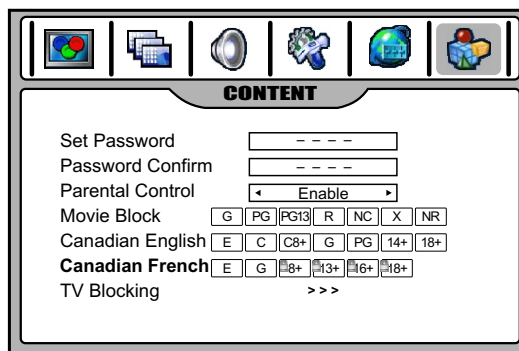 CONTENT
Set Password – – – –
Password Confirm – – – –
Parental Control ◂ Enable ▸
Movie Block G PG PG13 R NC X NR
Canadian English E C C8+ G PG 14+ 18+
Canadian French E G 8+ 13+ 16+ 18+
TV Blocking >>>